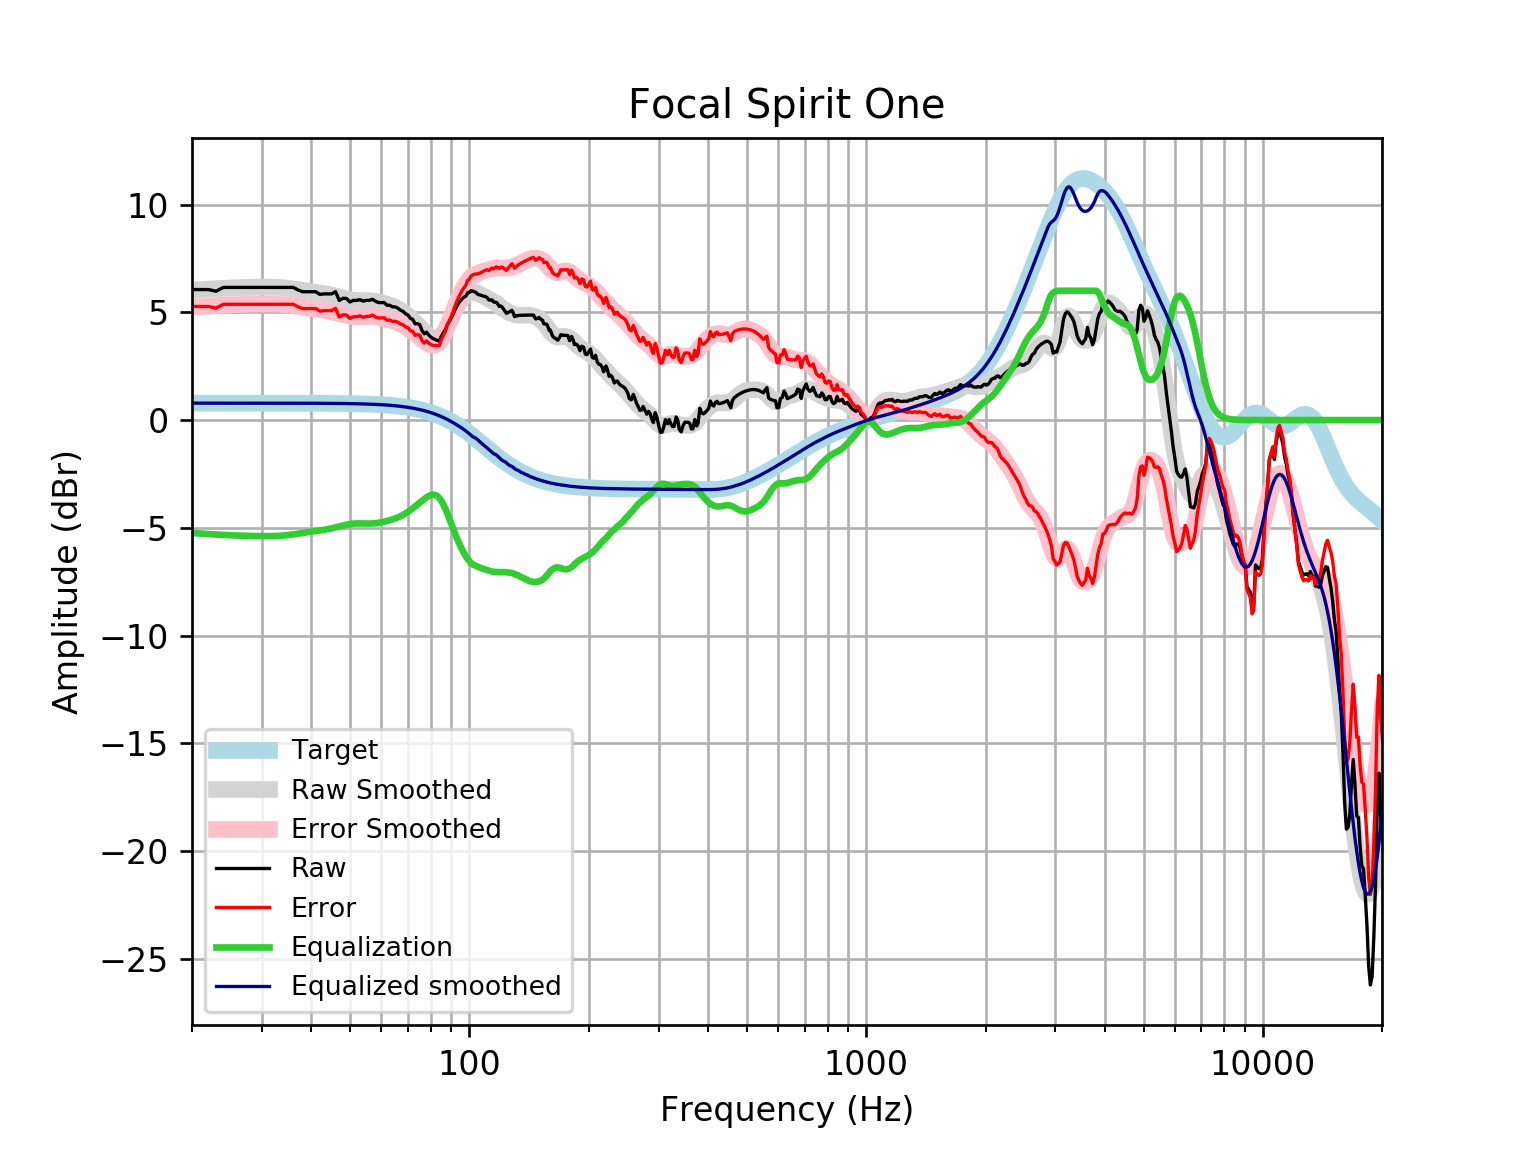 Focal Spirit One
Amplitude (dBr)
10
5
0
−5
−10
−15
−20
−25
Target
Raw Smoothed
Error Smoothed
Raw
Error
Equalization
Equalized smoothed
100
1000
10000
Frequency (Hz)